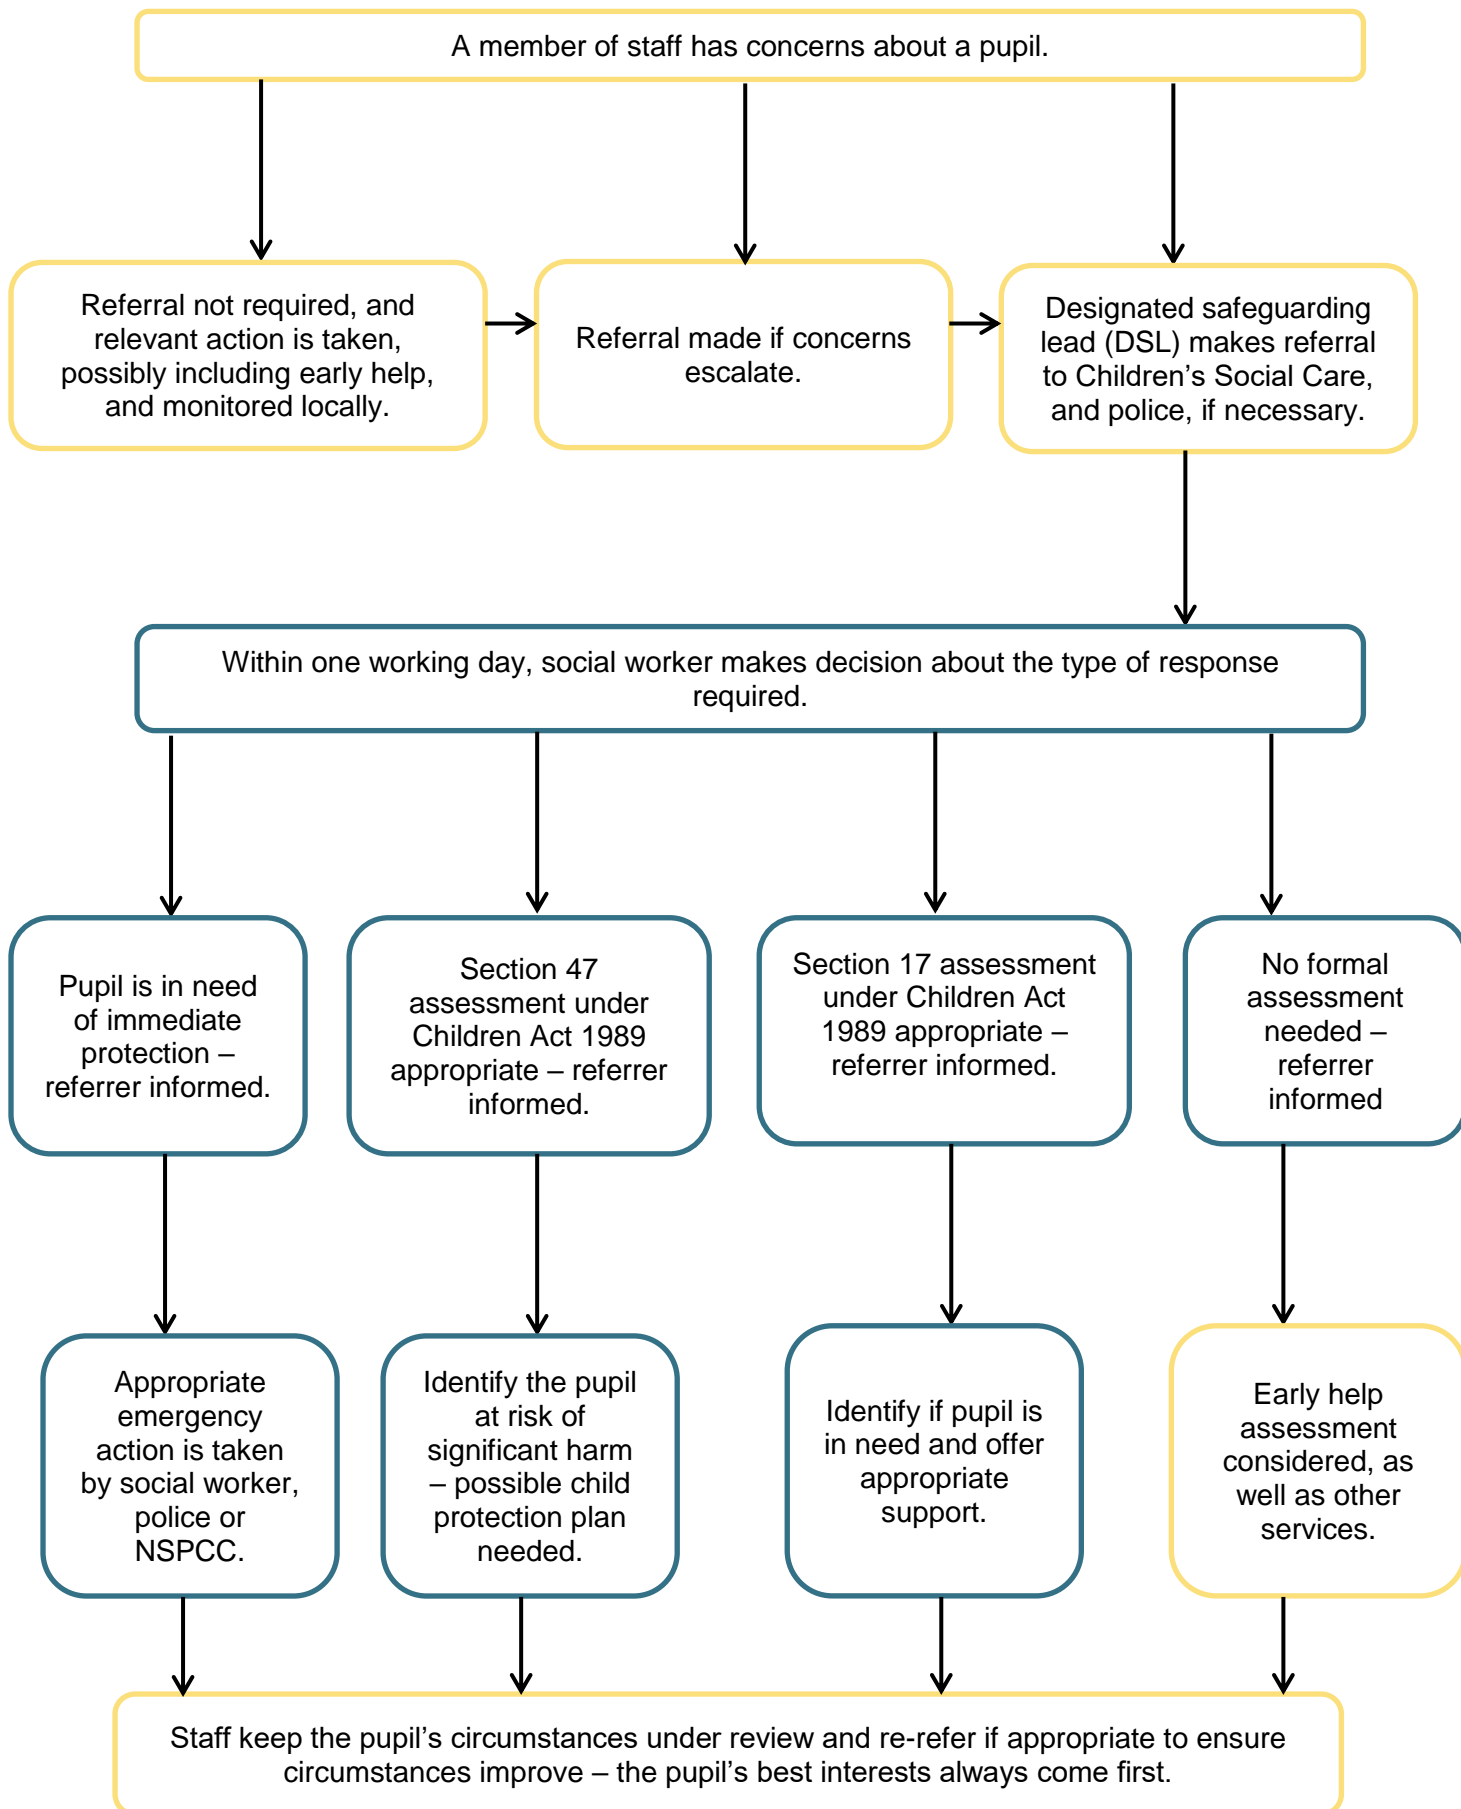 A member of staff has concerns about a pupil.
Referral not required, and
relevant action is taken,
possibly including early help,
and monitored locally.
Referral made if concerns
escalate.
Designated safeguarding
lead (DSL) makes referral
to Children’s Social Care,
and police, if necessary.
Within one working day, social worker makes decision about the type of response
required.
Pupil is in need
of immediate
protection –
referrer informed.
Section 47
assessment under
Children Act 1989
appropriate – referrer
informed.
Section 17 assessment
under Children Act
1989 appropriate –
referrer informed.
No formal
assessment
needed –
referrer
informed
Appropriate
emergency
action is taken
by social worker,
police or
NSPCC.
Identify the pupil
at risk of
significant harm
– possible child
protection plan
needed.
Identify if pupil is
in need and offer
appropriate
support.
Early help
assessment
considered, as
well as other
services.
Staff keep the pupil’s circumstances under review and re-refer if appropriate to ensure
circumstances improve – the pupil’s best interests always come first.